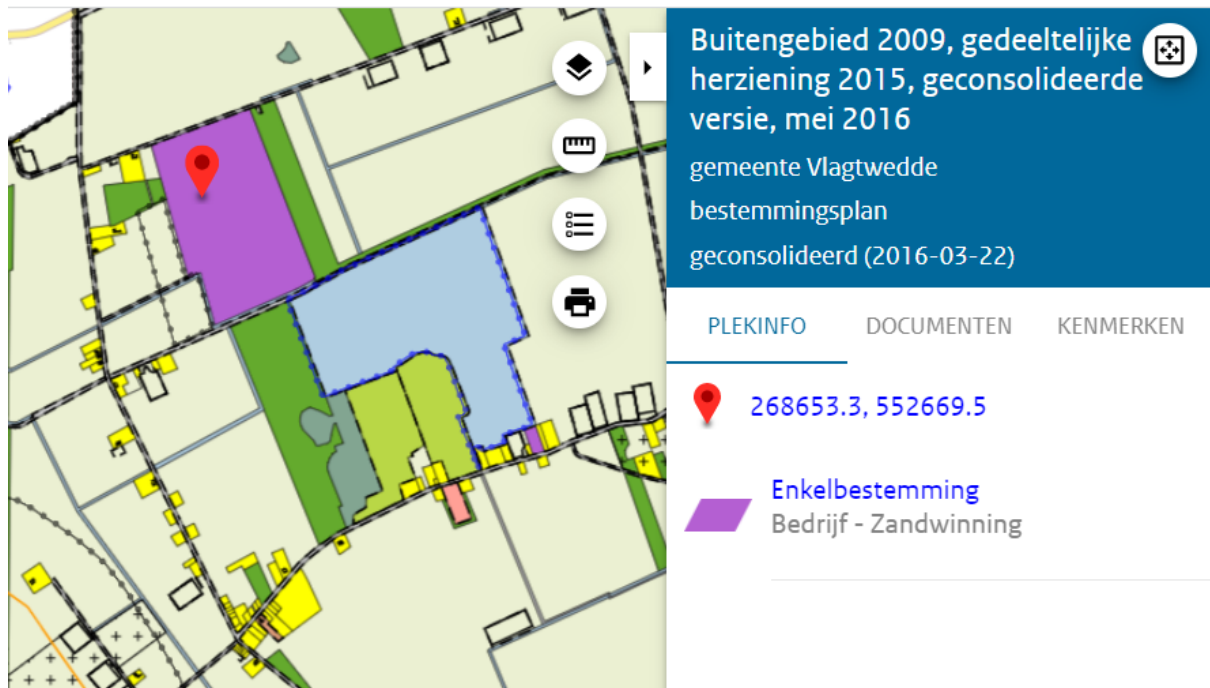 Buitengebied 2009, gedeeltelijke
herziening 2015, geconsolideerde
versie, mei 2016
gemeente Vlagtwedde
bestemmingsplan
geconsolideerd (2016-03-22)
PLEKINFO DOCUMENTEN KENMERKEN
268653.3, 552669.5
Enkelbestemming
Bedrijf - Zandwinning